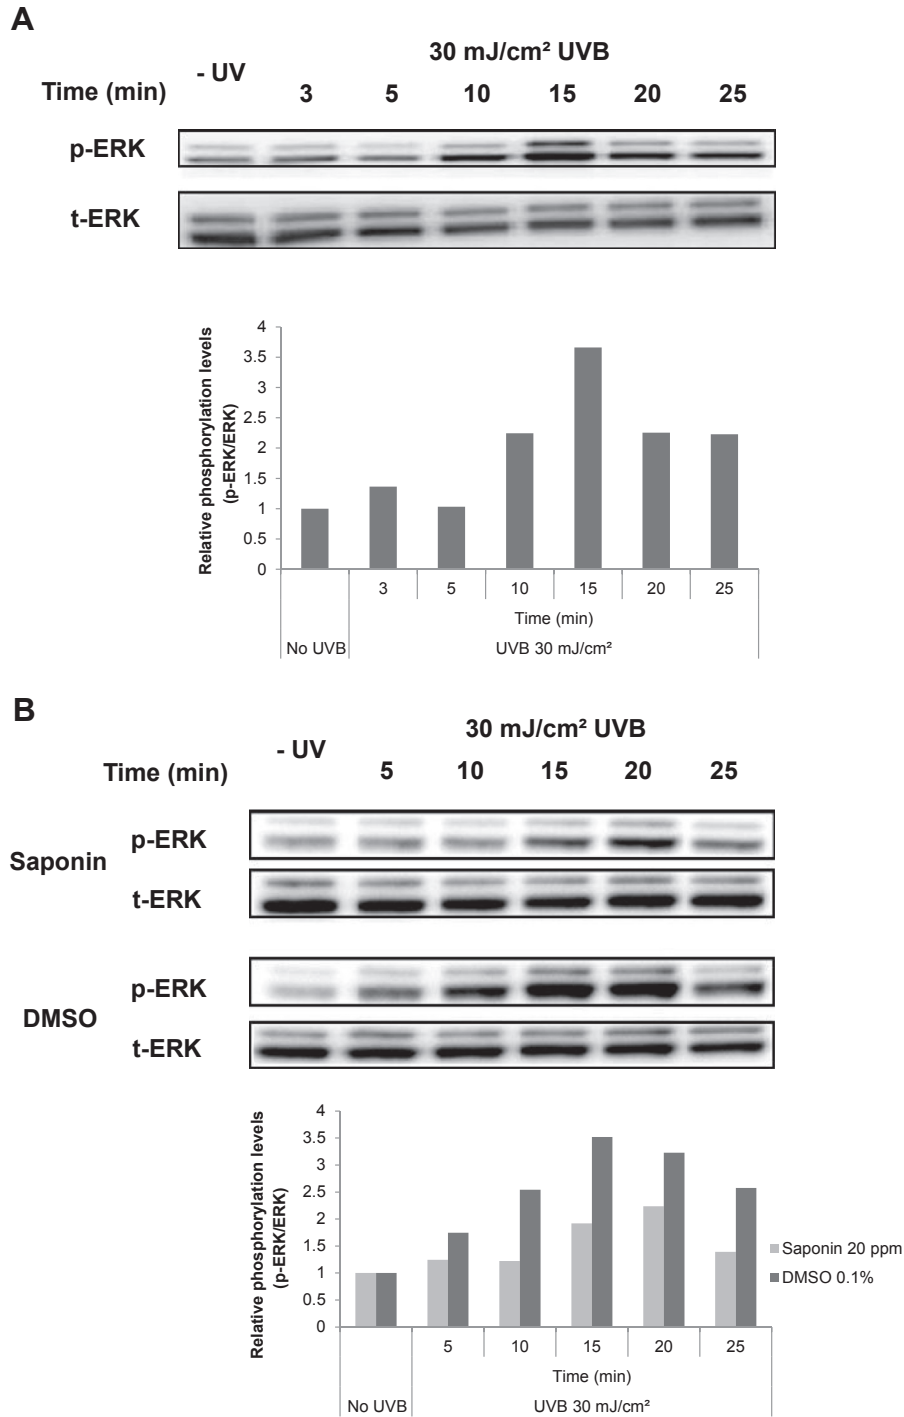 A
30 mJ/cm² UVB
- UV
Time (min) 3 5 10 15 20 25
p-ERK
t-ERK
Relative phosphorylation levels
(p-ERK/ERK)
4
3.5
3
2.5
2
1.5
1
0.5
0
3 5 10 15 20 25
Time (min)
No UVB UVB 30 mJ/cm²
B
30 mJ/cm² UVB
- UV
Time (min) 5 10 15 20 25
p-ERK
Saponin
t-ERK
p-ERK
DMSO
t-ERK
Relative phosphorylation levels
(p-ERK/ERK)
4
3.5
3
2.5
2
1.5
1
0.5
0
Saponin 20 ppm
DMSO 0.1%
5 10 15 20 25
Time (min)
No UVB UVB 30 mJ/cm²